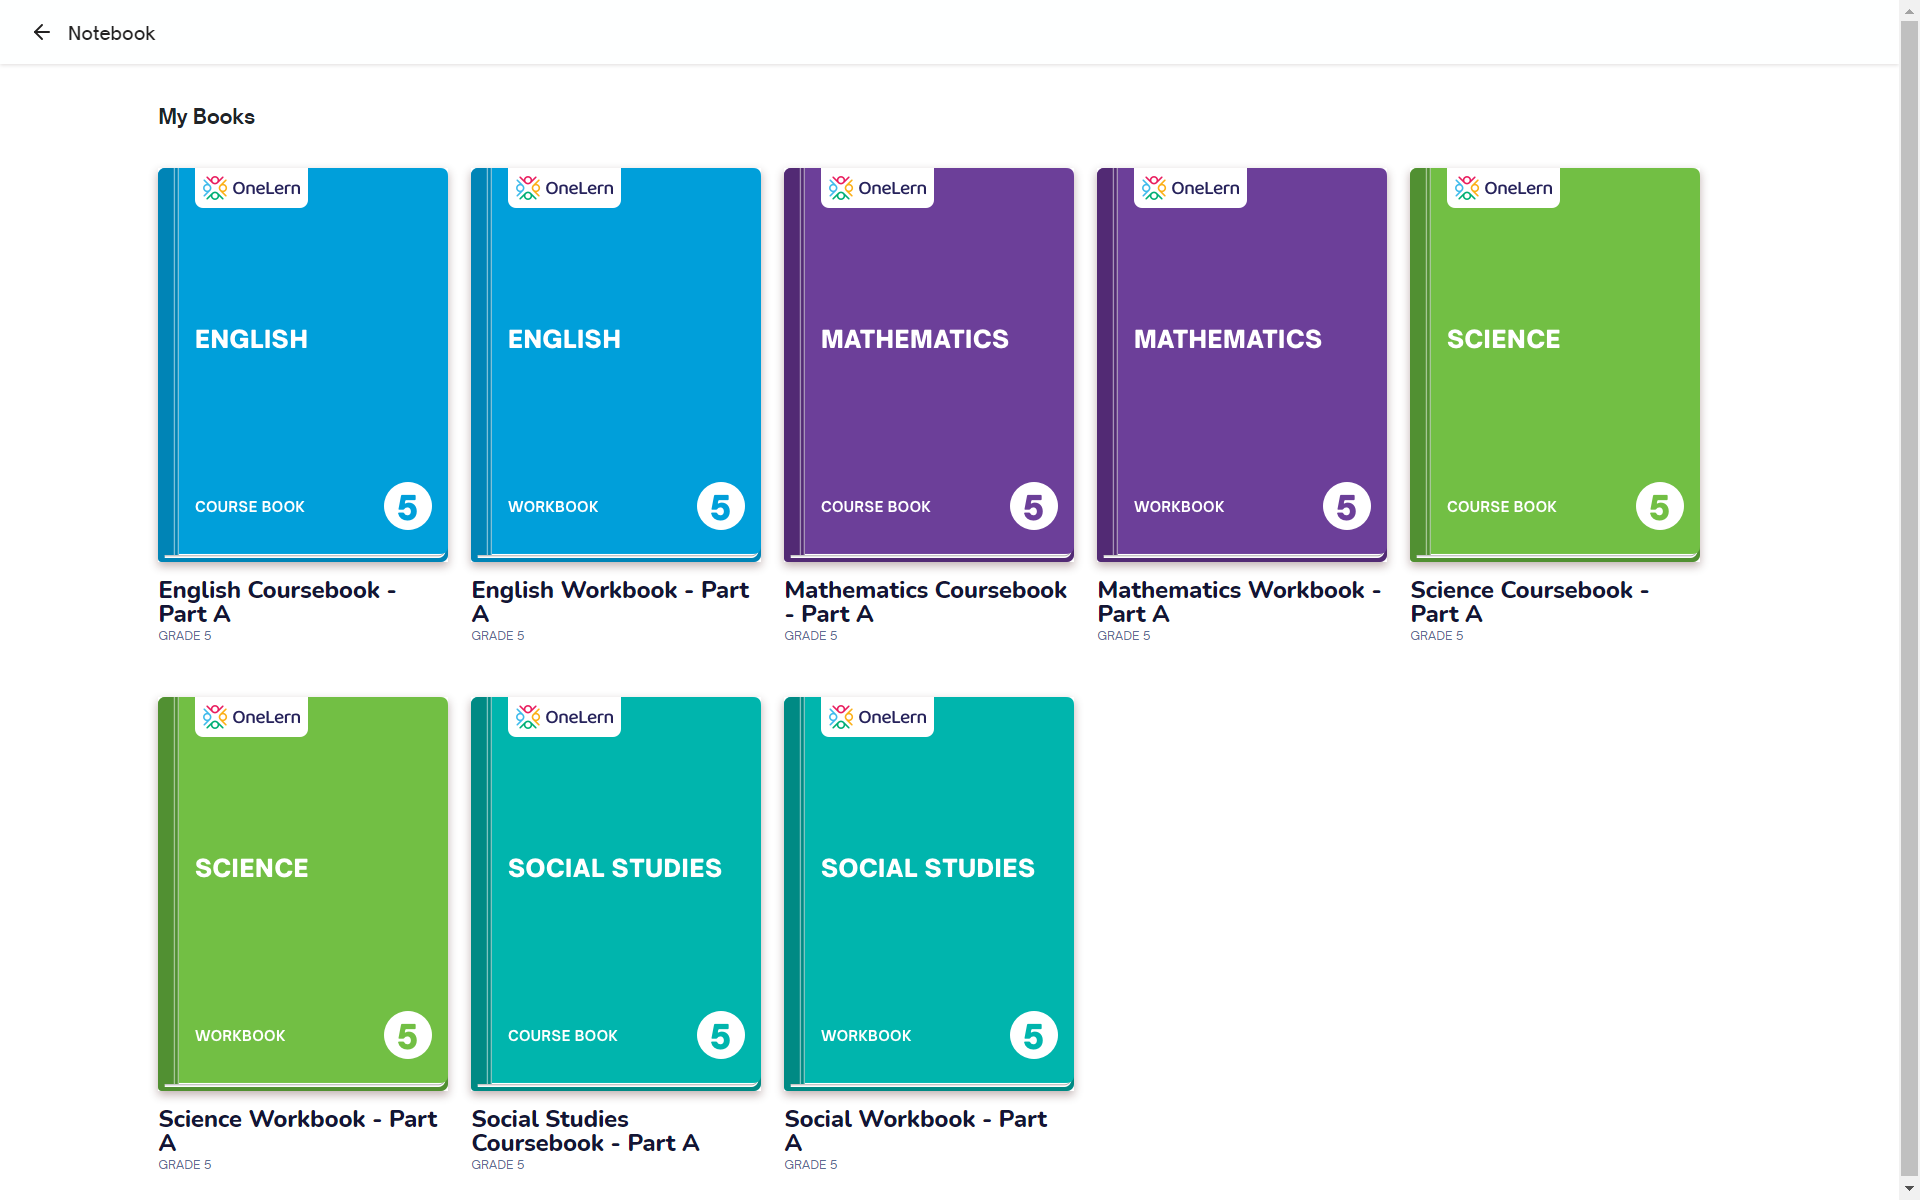 Notebook
My Books
OneLern
ENGLISH
COURSE BOOK
5
English Coursebook -
Part A
GRADE 5
OneLern
ENGLISH
WORKBOOK
5
English Workbook - Part
A
GRADE 5
OneLern
MATHEMATICS
COURSE BOOK
5
Mathematics Coursebook
- Part A
GRADE 5
OneLern
MATHEMATICS
WORKBOOK
5
Mathematics Workbook -
Part A
GRADE 5
OneLern
SCIENCE
COURSE BOOK
5
Science Coursebook -
Part A
GRADE 5
OneLern
SCIENCE
WORKBOOK
5
Science Workbook - Part
A
GRADE 5
OneLern
SOCIAL STUDIES
COURSE BOOK
5
Social Studies
Coursebook - Part A
GRADE 5
OneLern
SOCIAL STUDIES
WORKBOOK
5
Social Workbook - Part
A
GRADE 5